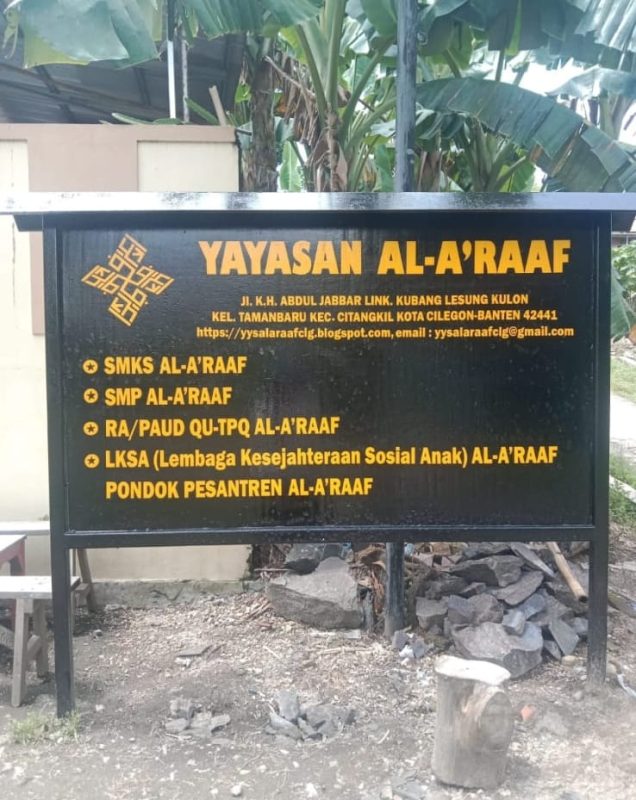 YAYASAN AL-A'RAAF
Jl. K.H. ABDUL JABBAR LINK. KUBANG LESUNG KULON
KEL. TAMANBARU KEC. CITANGKIL KOTA CILEGON-BANTEN 42441
https://yysalaraafclg.blogspot.com, email : yysalaraafclg@gmail.com
SMKS AL-A'RAAF
SMP AL-A'RAAF
RA/PAUD QU-TPQ AL-A'RAAF
LKSA (Lembaga Kesejahteraan Sosial Anak) AL-A'RAAF
PONDOK PESANTREN AL-A'RAAF